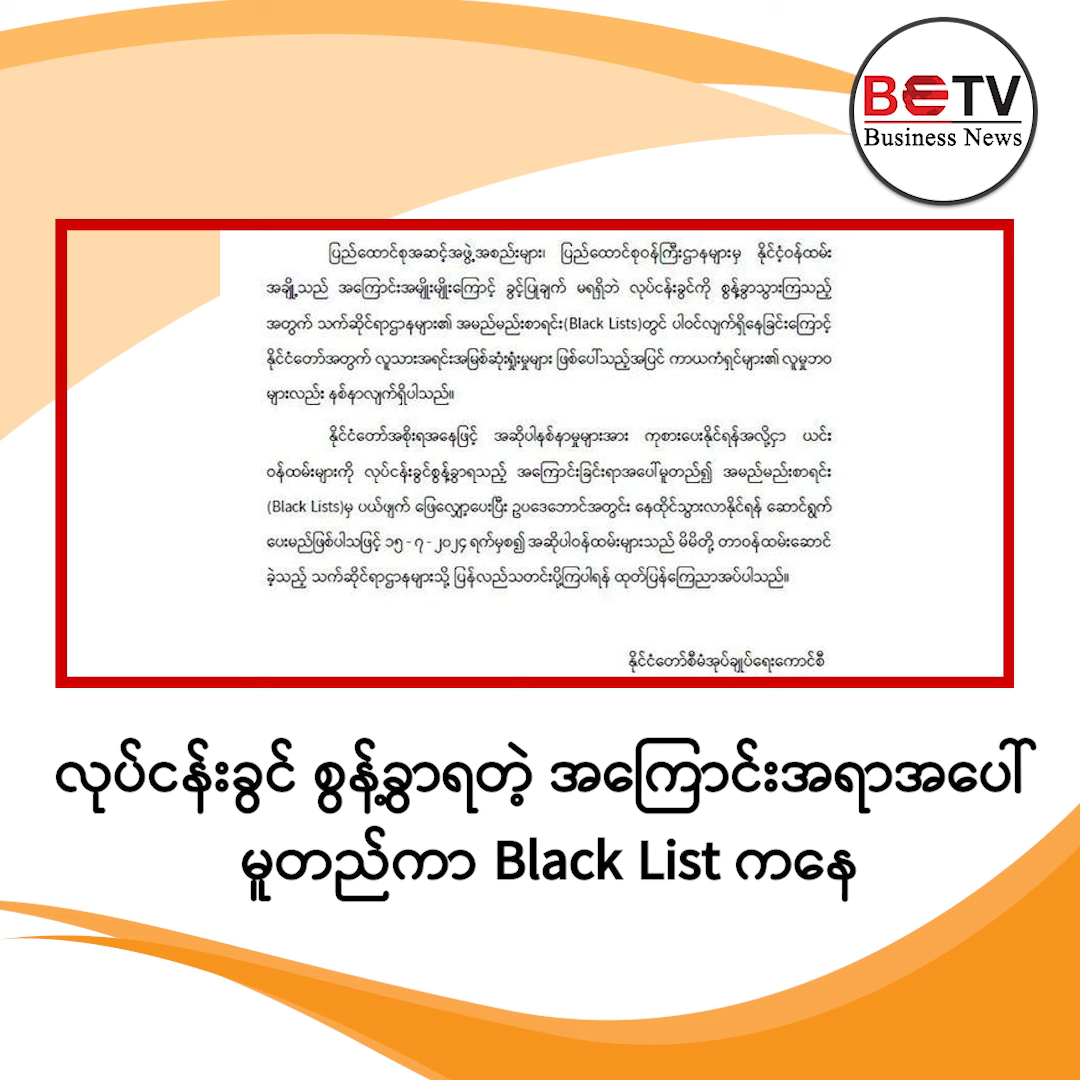 BETV
Business News
ပြည်ထောင်စုအဆင့်အဖွဲ့အစည်းများ၊ ပြည်ထောင်စုဝန်ကြီးဌာနများမှ နိုင်ငံ့ဝန်ထမ်း
အချို့သည် အကြောင်းအမျိုးမျိုးကြောင့် ခွင့်ပြုချက် မရရှိဘဲ လုပ်ငန်းခွင်ကို စွန့်ခွာသွားကြသည့်
အတွက် သက်ဆိုင်ရာဌာနများ၏ အမည်မည်းစာရင်း(Black Lists)တွင် ပါဝင်လျက်ရှိနေခြင်းကြောင့်
နိုင်ငံတော်အတွက် လူသားအရင်းအမြစ်ဆုံးရှုံးမှုများ ဖြစ်ပေါ်သည့်အပြင် ကာယကံရှင်များ၏ လူမှုဘဝ
များလည်း နစ်နာလျက်ရှိပါသည်။
နိုင်ငံတော်အစိုးရအနေဖြင့် အဆိုပါနစ်နာမှုများအား ကုစားပေးနိုင်ရန်အလို့ငှာ ယင်း
ဝန်ထမ်းများကို လုပ်ငန်းခွင်စွန့်ခွာရသည့် အကြောင်းခြင်းရာအပေါ်မူတည်၍ အမည်မည်းစာရင်း
(Black Lists)မှ ပယ်ဖျက် ဖြေလျှော့ပေးပြီး ဥပဒေဘောင်အတွင်း နေထိုင်သွားလာနိုင်ရန် ဆောင်ရွက်
ပေးမည်ဖြစ်ပါသဖြင့် ၁၅ - ၇ - ၂၀၂၄ ရက်မှစ၍ အဆိုပါဝန်ထမ်းများသည် မိမိတို့ တာဝန်ထမ်းဆောင်
ခဲ့သည့် သက်ဆိုင်ရာဌာနများသို့ ပြန်လည်သတင်းပို့ကြပါရန် ထုတ်ပြန်ကြေညာအပ်ပါသည်။
နိုင်ငံတော်စီမံအုပ်ချုပ်ရေးကောင်စီ
လုပ်ငန်းခွင် စွန့်ခွာရတဲ့ အကြောင်းအရာအပေါ်
မူတည်ကာ Black List ကနေ